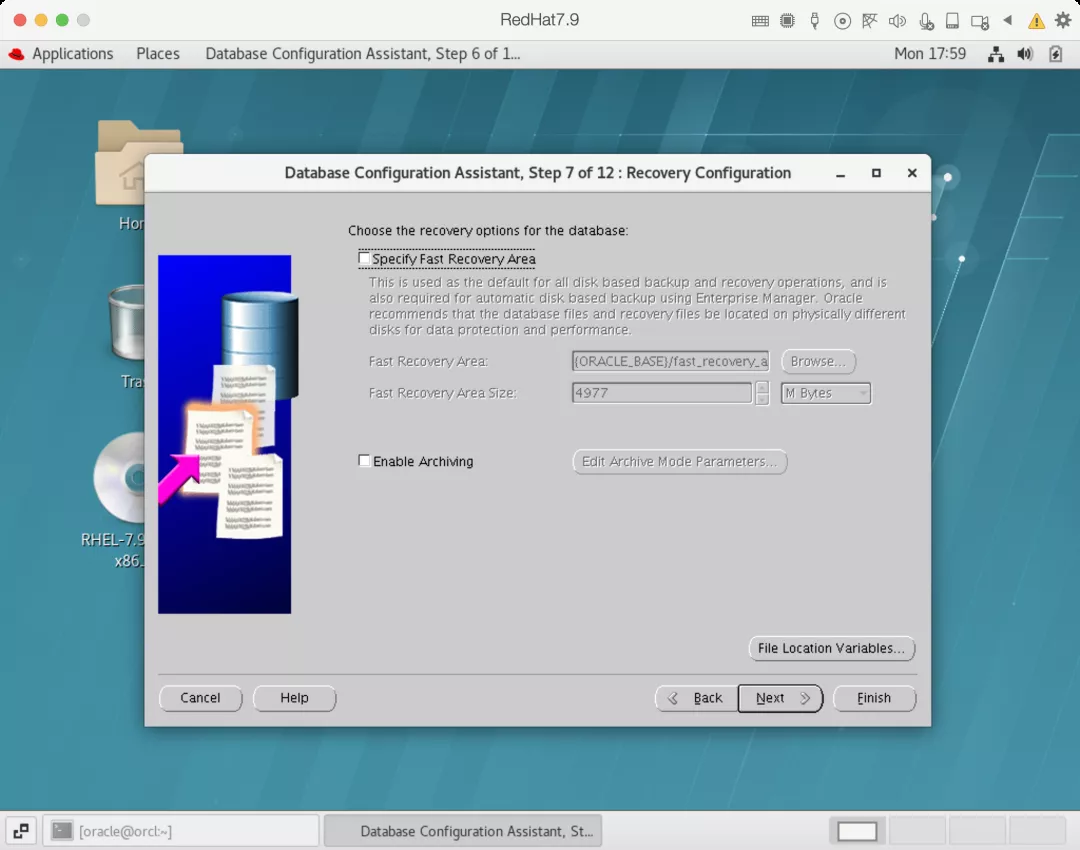 RedHat7.9
Applications Places Database Configuration Assistant, Step 6 of 1... Mon 17:59
Hor
Tra
RHEL-7.9
x86_
Database Configuration Assistant, Step 7 of 12 : Recovery Configuration
Choose the recovery options for the database:
Specify Fast Recovery Area
This is used as the default for all disk based backup and recovery operations, and is
also required for automatic disk based backup using Enterprise Manager. Oracle
recommends that the database files and recovery files be located on physically different
disks for data protection and performance.
Fast Recovery Area: {ORACLE_BASE}/fast_recovery_a Browse...
Fast Recovery Area Size: 4977 M Bytes
Enable Archiving Edit Archive Mode Parameters...
File Location Variables...
Cancel Help Back Next Finish
[oracle@orcl:~] Database Configuration Assistant, St...